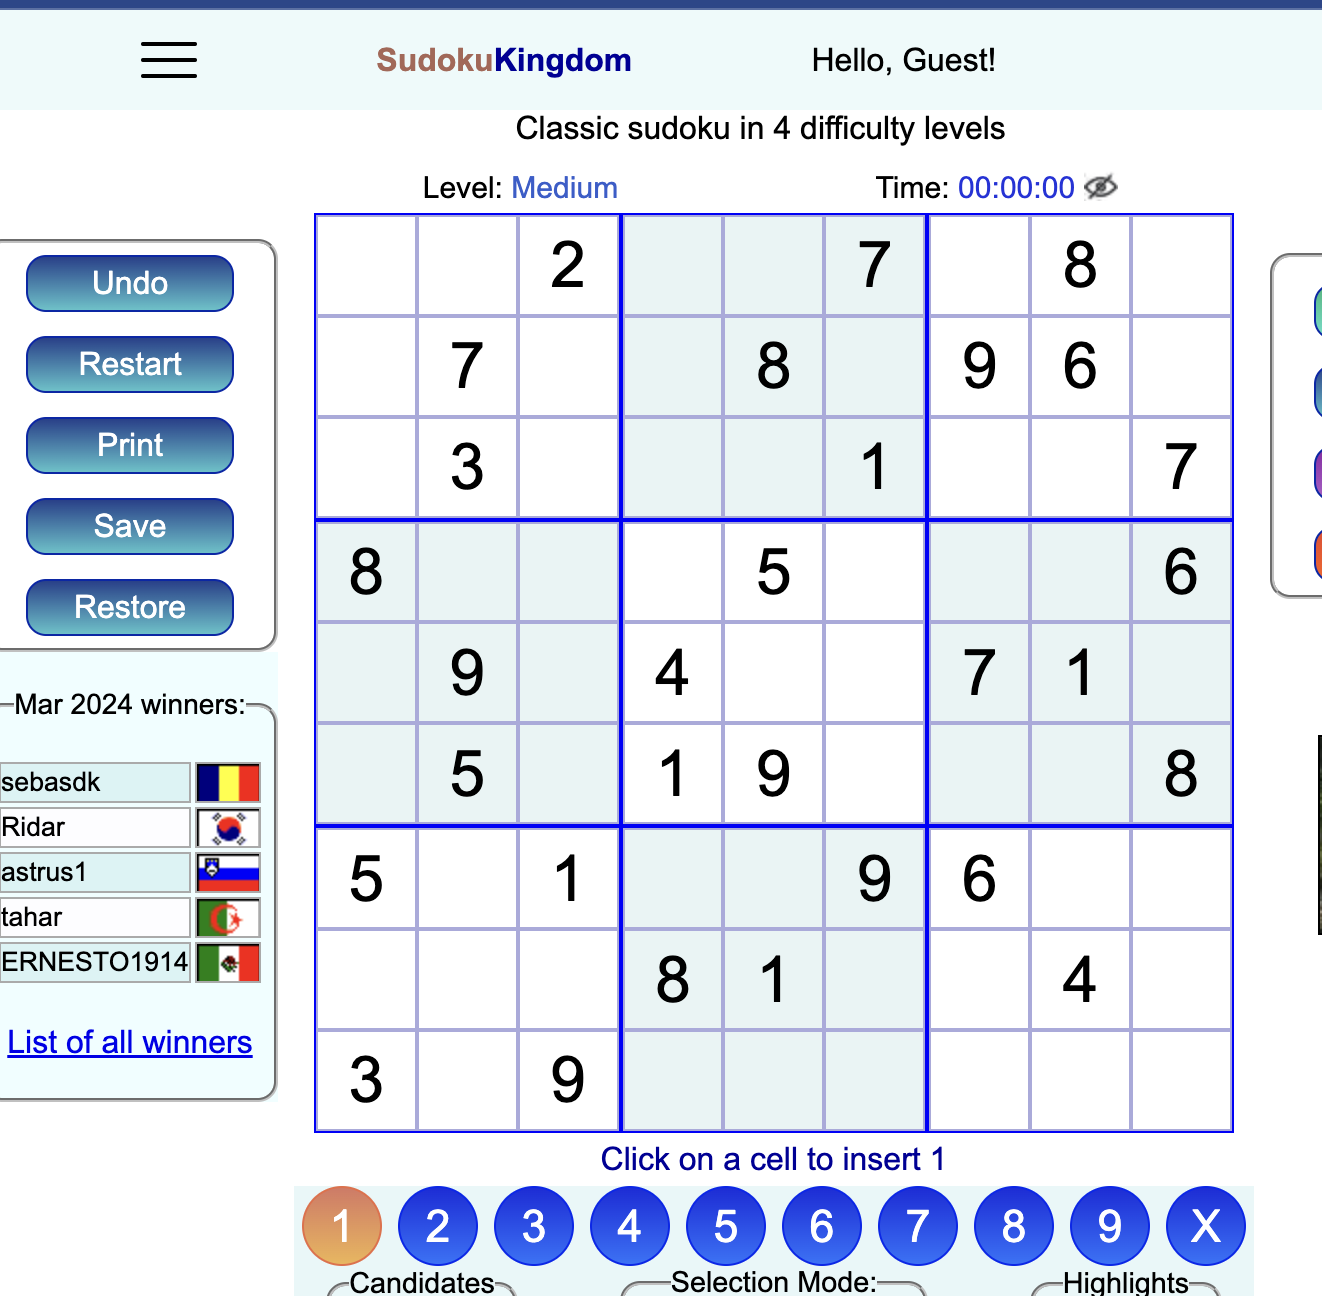 SudokuKingdom
Hello, Guest!
Classic sudoku in 4 difficulty levels
Level: Medium
Time: 00:00:00
Undo
Restart
Print
Save
Restore
Mar 2024 winners:
sebasdk
Ridar
astrus1
tahar
ERNESTO1914
List of all winners
2 7 8
7 8 9 6
3 1 7
8 5 6
9 4 7 1
5 1 9 8
5 1 9 6
8 1 4
3 9
Click on a cell to insert 1
1 2 3 4 5 6 7 8 9 X
Candidates
Selection Mode:
Highlights